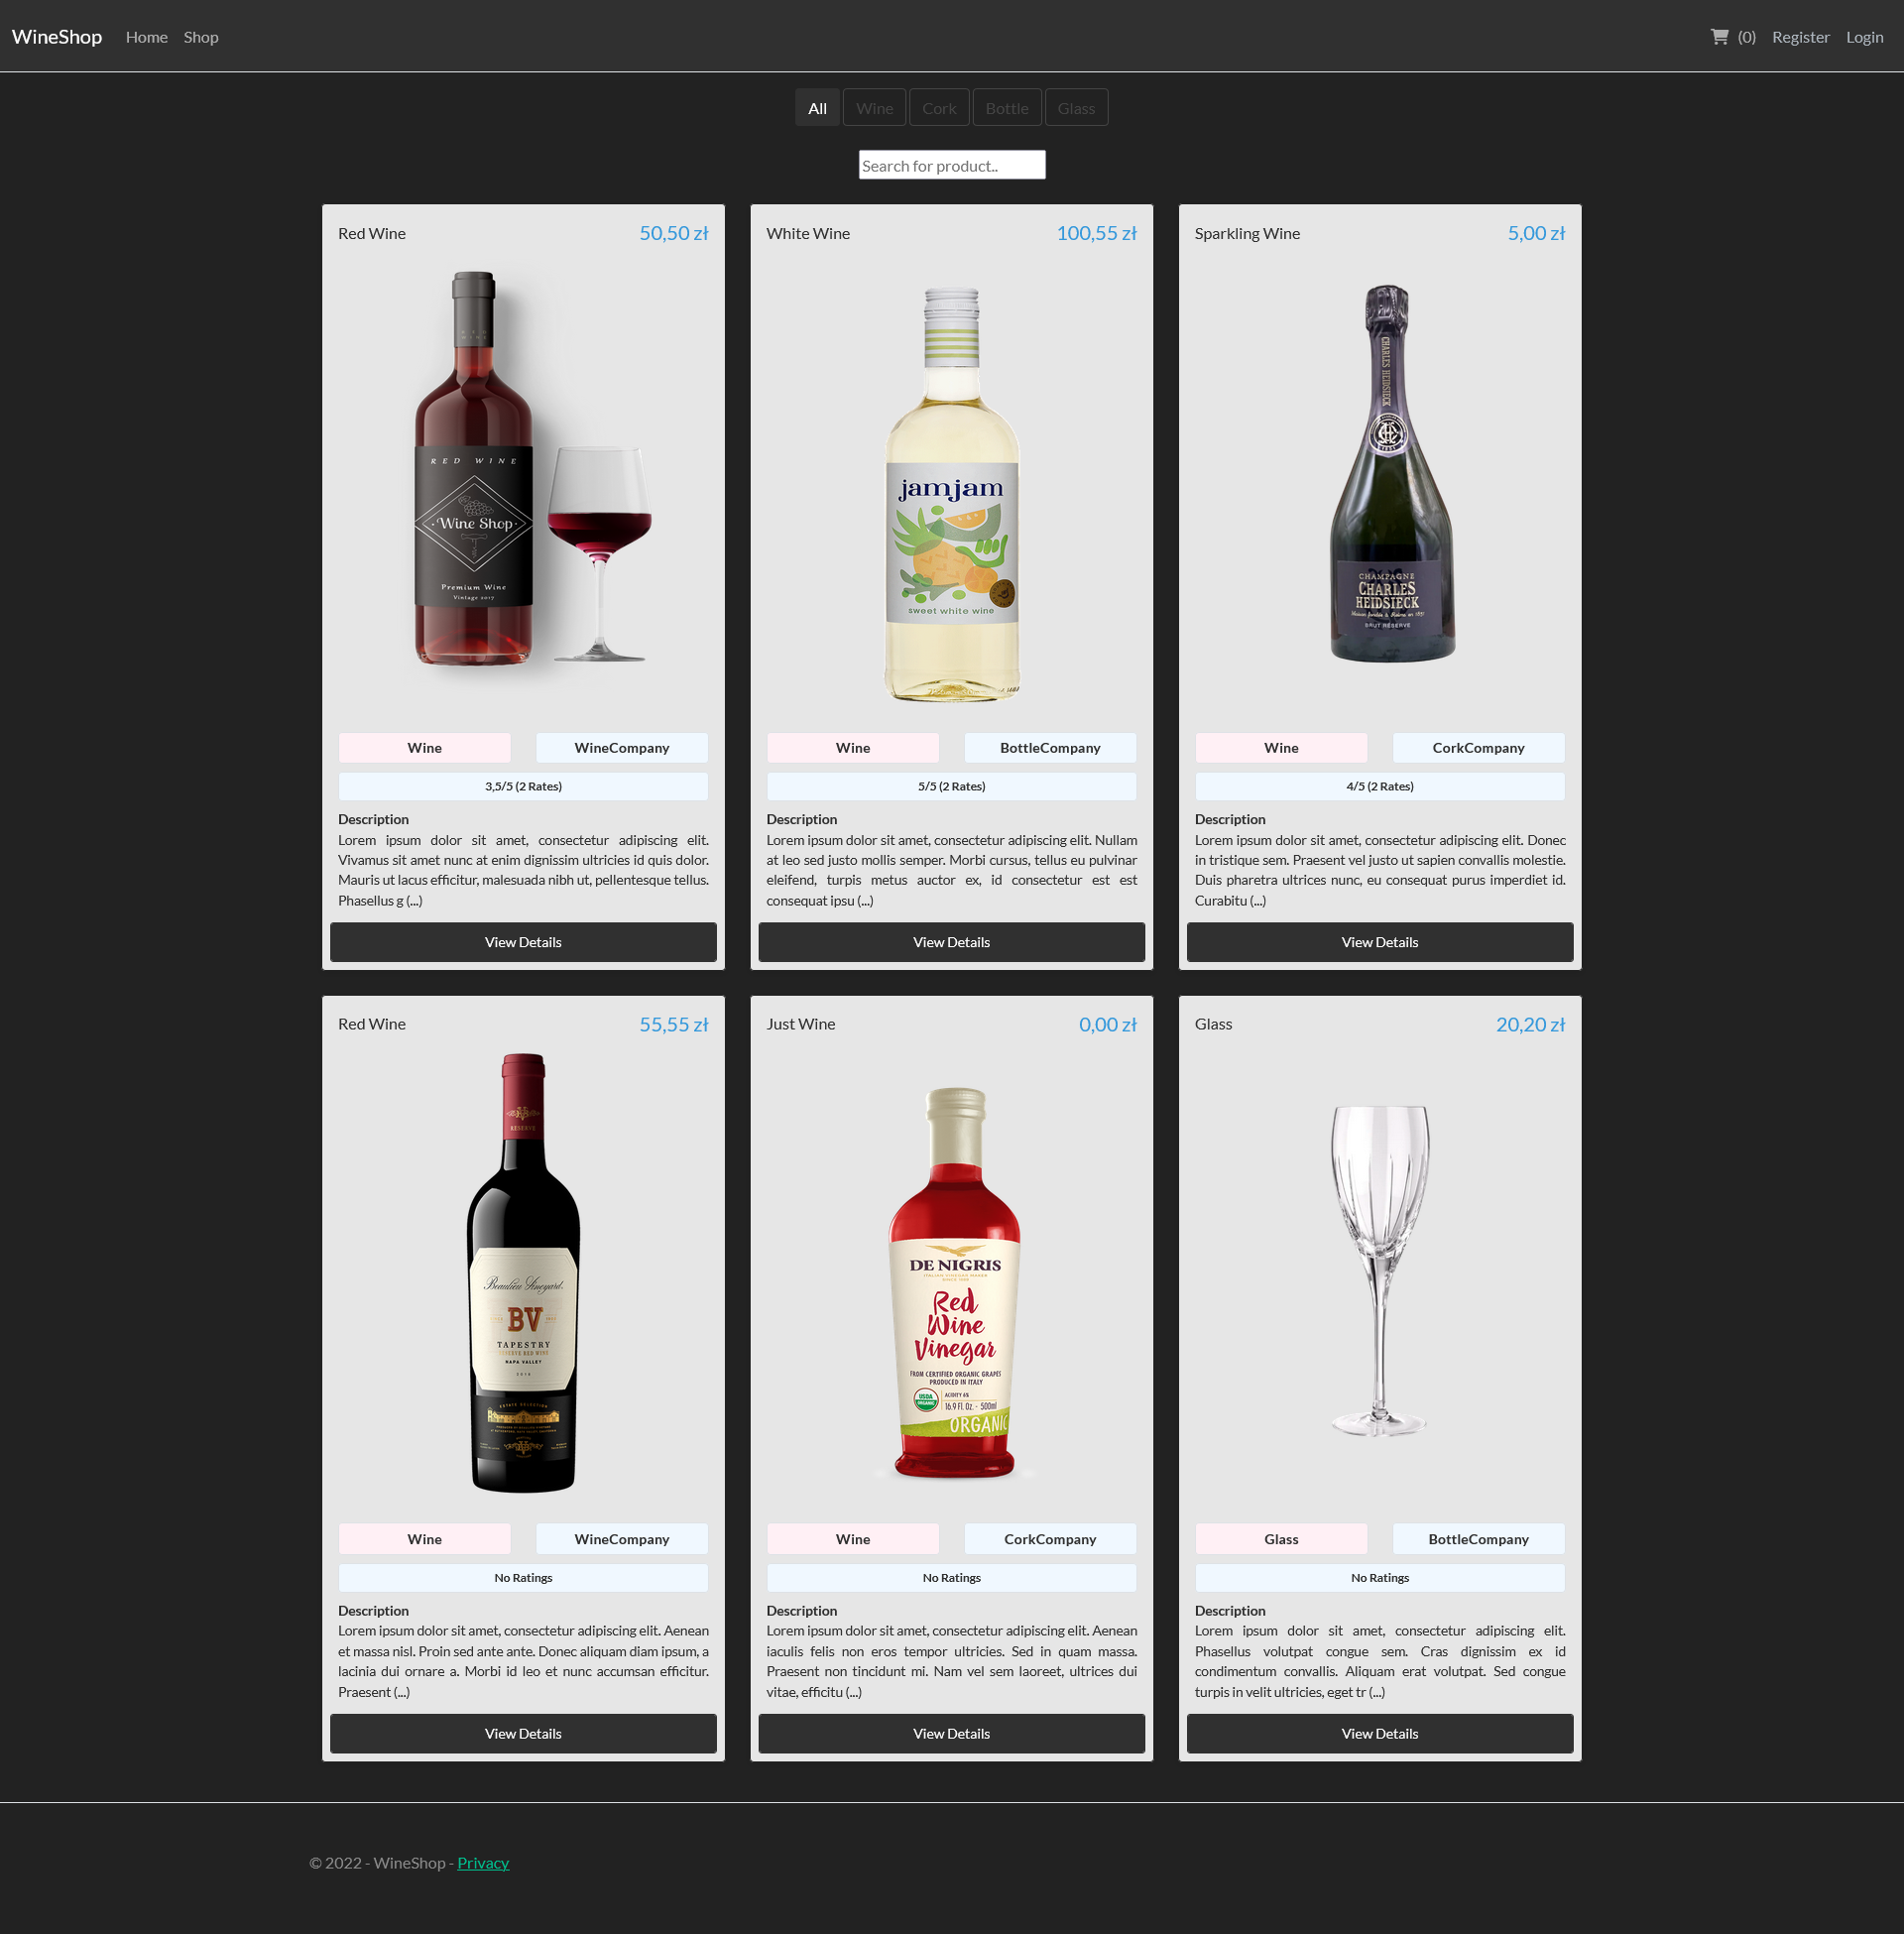 WineShop Home Shop (0) Register Login
All Wine Cork Bottle Glass
Search for product..
Red Wine 50,50 zł
RED WINE
Wine Shop
Premium Wine
Vintage 2017
Wine WineCompany
3,5/5 (2 Rates)
Description
Lorem ipsum dolor sit amet, consectetur adipiscing elit.
Vivamus sit amet nunc at enim dignissim ultricies id quis dolor.
Mauris ut lacus efficitur, malesuada nibh ut, pellentesque tellus.
Phasellus g (...)
View Details
White Wine 100,55 zł
jamjam
sweet white wine
Wine BottleCompany
5/5 (2 Rates)
Description
Lorem ipsum dolor sit amet, consectetur adipiscing elit. Nullam
at leo sed justo mollis semper. Morbi cursus, tellus eu pulvinar
eleifend, turpis metus auctor ex, id consectetur est est
consequat ipsu (...)
View Details
Sparkling Wine 5,00 zł
CHARLES HEIDSIECK
CHAMPAGNE
CHARLES
HEIDSIECK
BRUT RÉSERVE
Wine CorkCompany
4/5 (2 Rates)
Description
Lorem ipsum dolor sit amet, consectetur adipiscing elit. Donec
in tristique sem. Praesent vel justo ut sapien convallis molestie.
Duis pharetra ultrices nunc, eu consequat purus imperdiet id.
Curabitu (...)
View Details
Red Wine 55,55 zł
RESERVE
Beaulieu Vineyard
BV
TAPESTRY
RESERVE RED WINE
NAPA VALLEY
Wine WineCompany
No Ratings
Description
Lorem ipsum dolor sit amet, consectetur adipiscing elit. Aenean
et massa nisl. Proin sed ante ante. Donec aliquam diam ipsum, a
lacinia dui ornare a. Morbi id leo et nunc accumsan efficitur.
Praesent (...)
View Details
Just Wine 0,00 zł
DE NIGRIS
ITALIAN VINEGAR MAKER
Red
Wine
Vinegar
FROM CERTIFIED ORGANIC GRAPES
PRODUCED IN ITALY
USDA
ORGANIC
ACIDITY 6%
16.9 Fl. Oz. - 500ml
ORGANIC
Wine CorkCompany
No Ratings
Description
Lorem ipsum dolor sit amet, consectetur adipiscing elit. Aenean
iaculis felis non eros tempor ultricies. Sed in quam massa.
Praesent non tincidunt mi. Nam vel sem laoreet, ultrices dui
vitae, efficitu (...)
View Details
Glass 20,20 zł
Glass BottleCompany
No Ratings
Description
Lorem ipsum dolor sit amet, consectetur adipiscing elit.
Phasellus volutpat congue sem. Cras dignissim ex id
condimentum convallis. Aliquam erat volutpat. Sed congue
turpis in velit ultricies, eget tr (...)
View Details
© 2022 - WineShop - Privacy